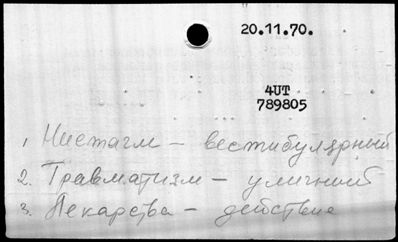 20.11.70.
4UT
789805
1 Нистагм – вестибулярный
2. Травматизм – уличный
3. Лекарства – действие